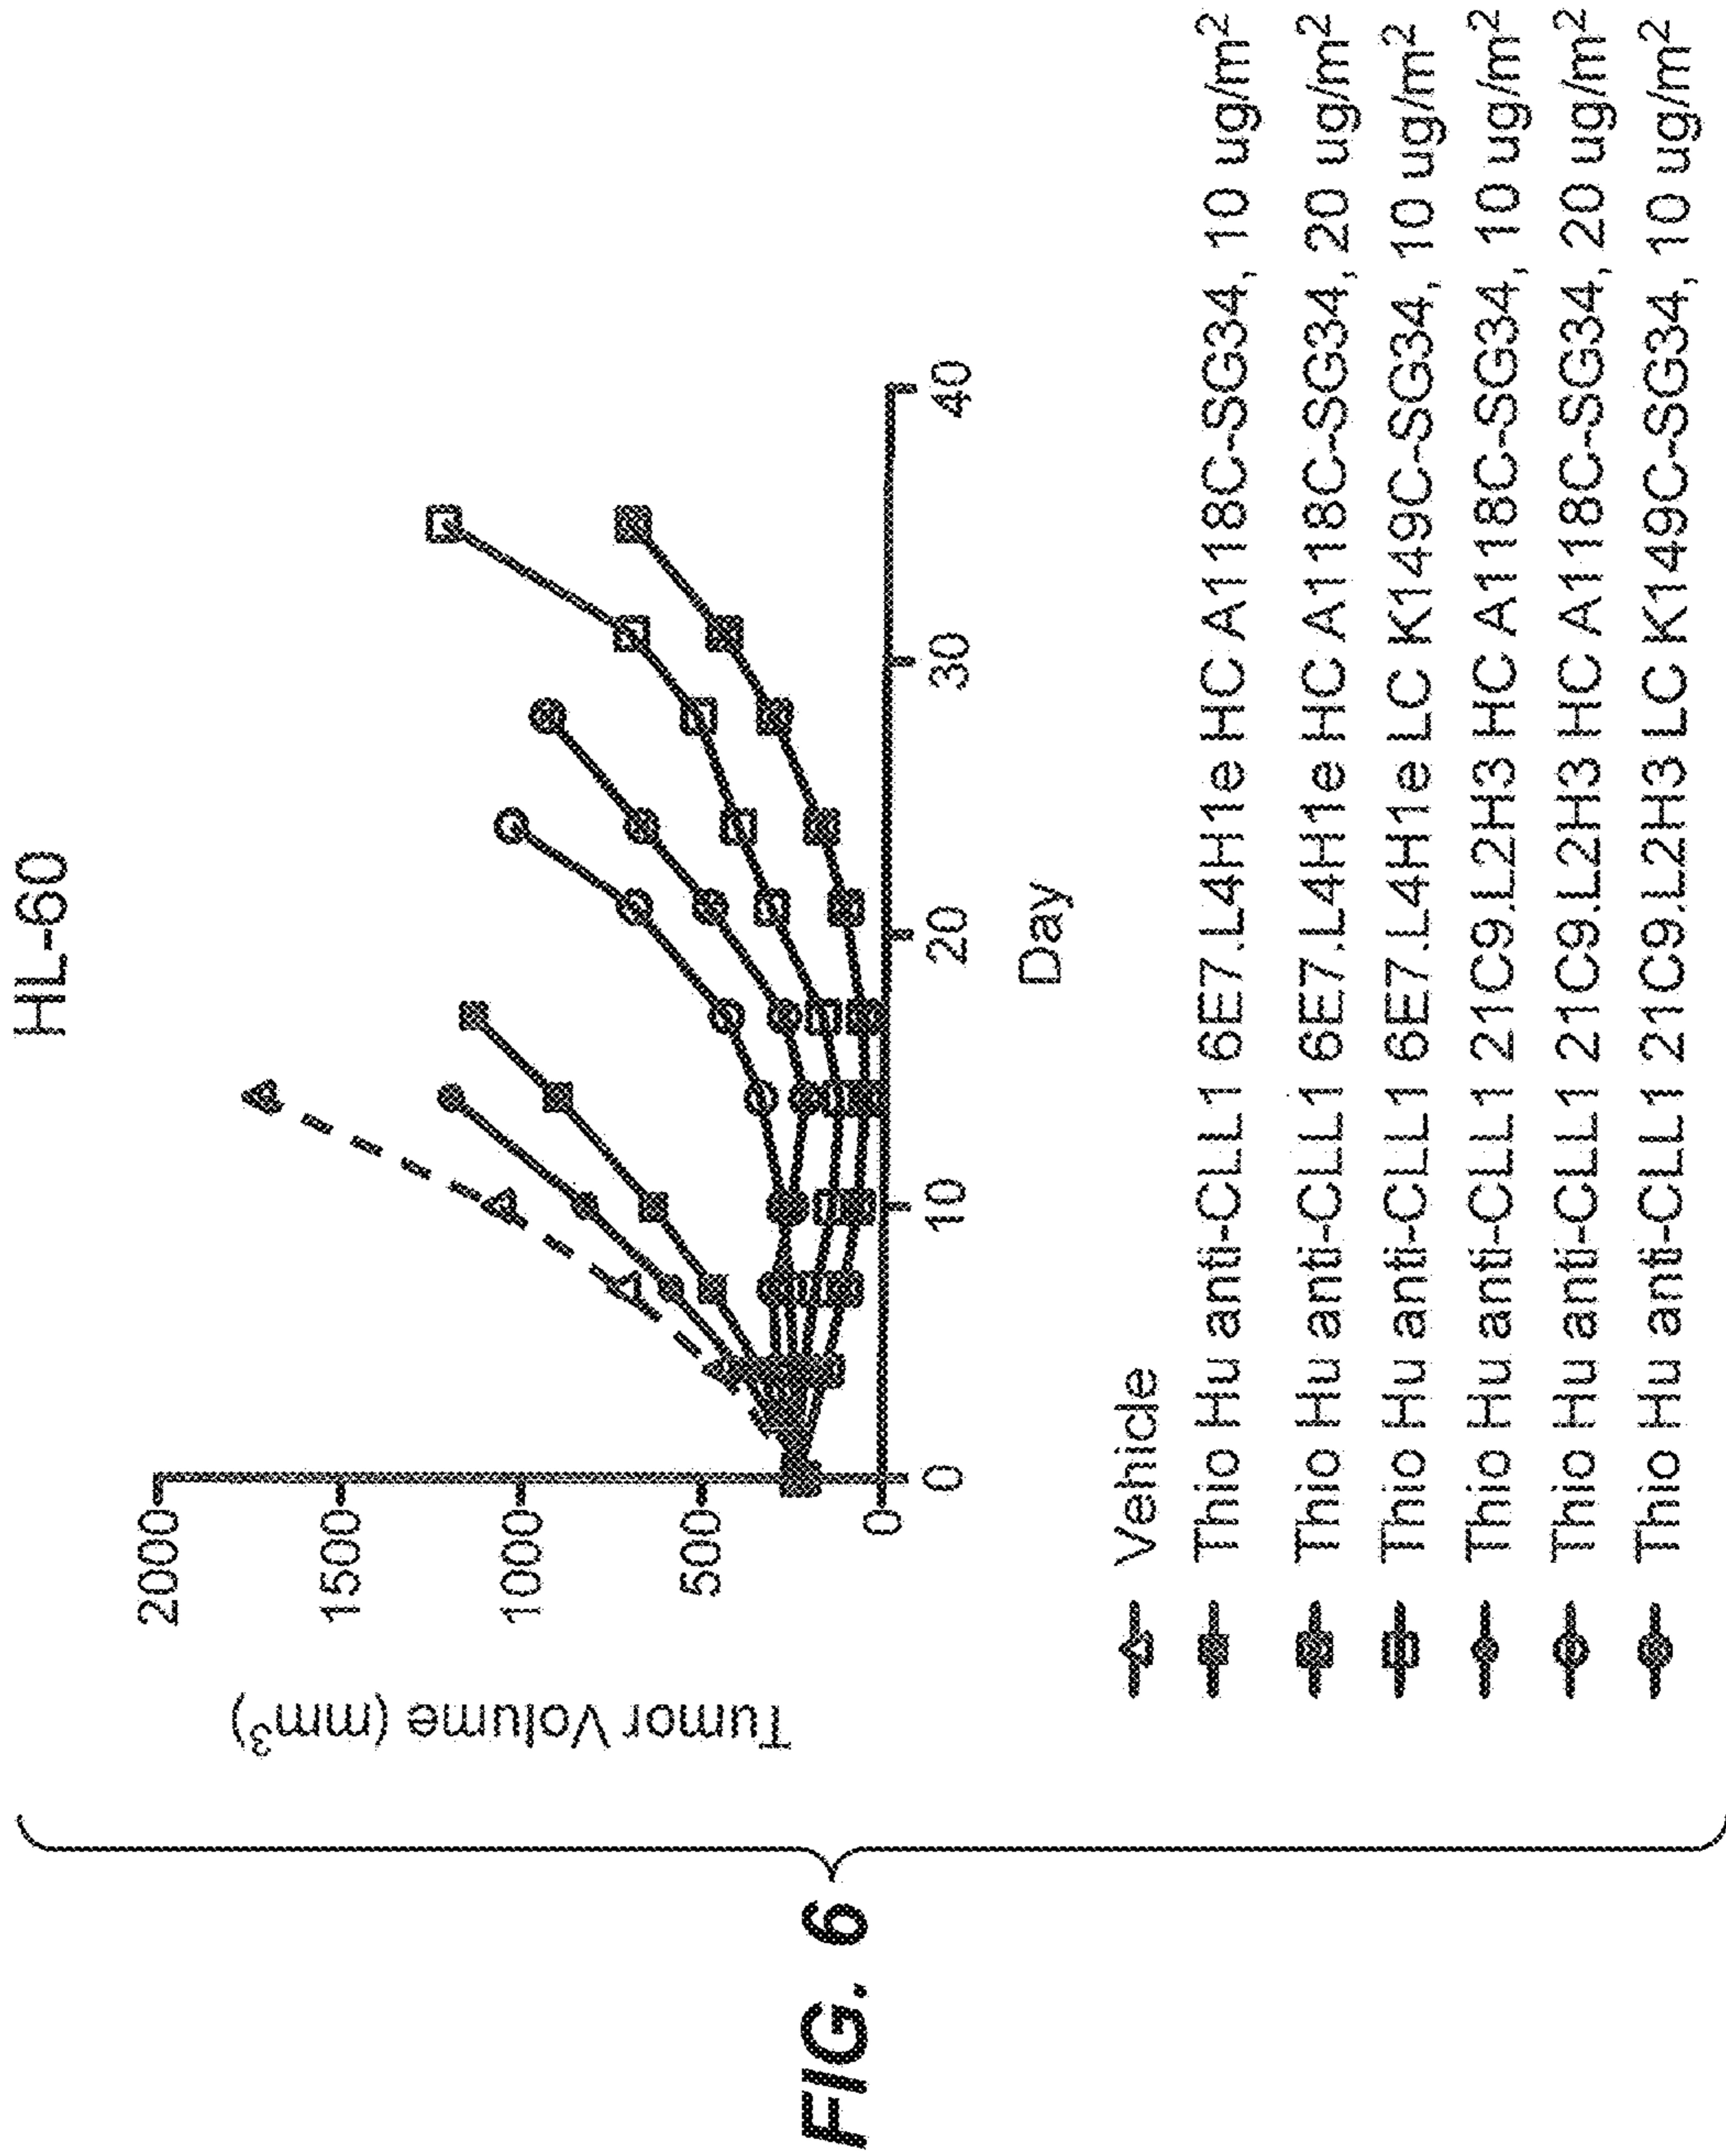 HL-60
Tumor Volume (mm³)
2000
1500
1000
500
0
0
10
20
30
40
Day
Vehicle
Thio Hu anti-CLL1 6E7.L4H1e HC A118C-SG34, 10 ug/m²
Thio Hu anti-CLL1 6E7.L4H1e HC A118C-SG34, 20 ug/m²
Thio Hu anti-CLL1 6E7.L4H1e LC K149C-SG34, 10 ug/m²
Thio Hu anti-CLL1 21C9.L2H3 HC A118C-SG34, 10 ug/m²
Thio Hu anti-CLL1 21C9.L2H3 HC A118C-SG34, 20 ug/m²
Thio Hu anti-CLL1 21C9.L2H3 LC K149C-SG34, 10 ug/m²
FIG. 6